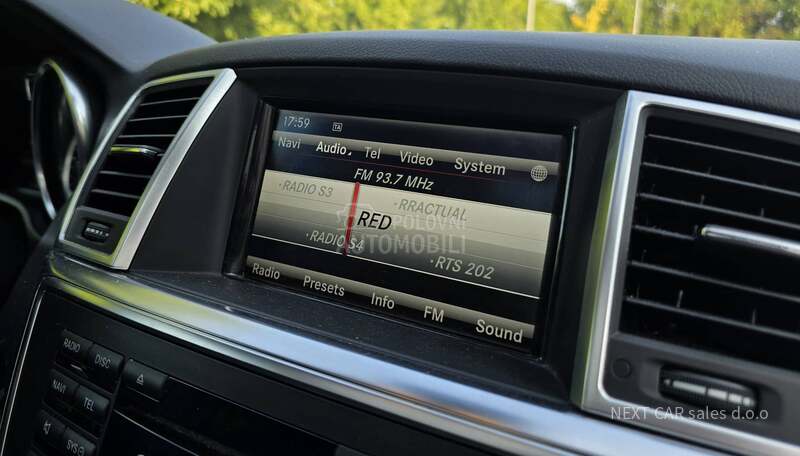 17:59 TA
Navi Audio Tel Video System
FM 93.7 MHz
·RADIO S3 ·RRACTUAL
RED
·RADIO S4 ·RTS 202
Radio Presets Info FM Sound
POLOVNI
AUTOMOBILI
RADIO DISC
NAVI TEL
SYS
NEXT CAR sales d.o.o